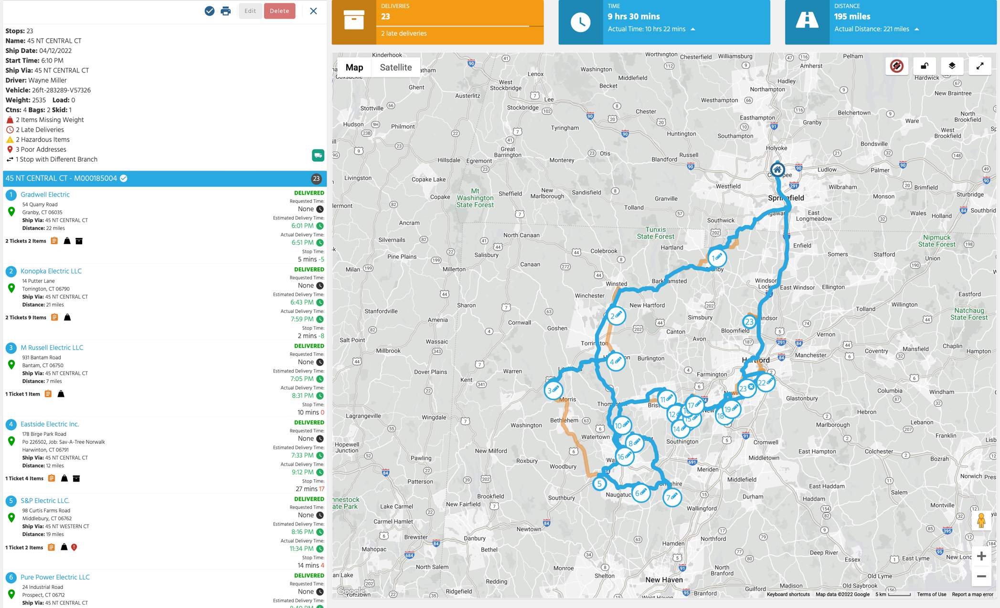 Edit
Delete
Stops: 23
Name: 45 NT CENTRAL CT
Ship Date: 04/12/2022
Start Time: 6:10 PM
Ship Via: 45 NT CENTRAL CT
Driver: Wayne Miller
Vehicle: 26ft-283289-V57326
Weight: 2535 Load: 0
Ctns: 4 Bags: 2 Skid: 1
2 Items Missing Weight
2 Late Deliveries
2 Hazardous Items
3 Poor Addresses
1 Stop with Different Branch
45 NT CENTRAL CT - M000185004
23
1 Gradwell Electric
54 Quarry Road
Granby, CT 06035
Ship Via: 45 NT CENTRAL CT
Distance: 22 miles
2 Tickets 2 Items
DELIVERED
Requested Time:
None
Estimated Delivery Time:
6:01 PM
Actual Delivery Time:
6:51 PM
Stop Time:
5 mins -5
2 Konopka Electric LLC
14 Putter Lane
Torrington, CT 06790
Ship Via: 45 NT CENTRAL CT
Distance: 21 miles
2 Tickets 9 Items
DELIVERED
Requested Time:
None
Estimated Delivery Time:
6:43 PM
Actual Delivery Time:
7:59 PM
Stop Time:
2 mins -8
3 M Russell Electric LLC
931 Bantam Road
Bantam, CT 06750
Ship Via: 45 NT CENTRAL CT
Distance: 7 miles
1 Ticket 1 Item
DELIVERED
Requested Time:
None
Estimated Delivery Time:
7:05 PM
Actual Delivery Time:
8:31 PM
Stop Time:
10 mins 0
4 Eastside Electric Inc.
178 Birge Park Road
Po 226502, Job: Sav-A-Tree Norwalk
Harwinton, CT 06791
Ship Via: 45 NT CENTRAL CT
Distance: 12 miles
1 Ticket 4 Items
DELIVERED
Requested Time:
None
Estimated Delivery Time:
7:33 PM
Actual Delivery Time:
9:12 PM
Stop Time:
27 mins 17
5 S&P Electric LLC.
98 Curtis Farms Road
Middlebury, CT 06762
Ship Via: 45 NT WESTERN CT
Distance: 19 miles
1 Ticket 2 Items
DELIVERED
Requested Time:
None
Estimated Delivery Time:
8:16 PM
Actual Delivery Time:
11:34 PM
Stop Time:
14 mins 4
6 Pure Power Electric LLC
24 Industrial Road
Prospect, CT 06712
Ship Via: 45 NT CENTRAL CT
DELIVERED
Requested Time:
None
Estimated Delivery Time:
DELIVERIES
23
2 late deliveries
TIME
9 hrs 30 mins
Actual Time: 10 hrs 22 mins
DISTANCE
195 miles
Actual Distance: 221 miles
Map
Satellite
Kinderhook
Worthington
Chesterfield
Williamsburg
Pelham
Amherst
Washington
Lenox
Middlefield
Hadley
Hardwick
Ghent
West Stockbridge
Becket
Northampton
New Braintree
Austerlitz
Lee
Westhampton
Stottville
Stockbridge
Chester
Easthampton
Belchertown
Ware
North Brookfield
Hudson
Philmont
Tyringham
Huntington
Southampton
Granby
West Brookfield
Great Barrington
Otis
Russell
Holyoke
Bondsville
Hillsdale
Egremont
Monterey
Blandford
Ludlow
Palmer
Livingston
Copake Lake
Westfield
Wilbraham
Brimfield
Sturbridge
Copake
Mt Washington State Forest
Sheffield
New Marlborough
Sandisfield
Granville
Springfield
Monson
Tolland
East Longmeadow
Wales
Holland
Southbrid
Ancram
Southwick
North Canaan
Tunxis State Forest
Silvernails
Hartland
Enfield
Nipmuck State Forest
Pine Plains
Salisbury
Colebrook
Somers
Stafford
Union
Milan
Millerton
Canaan
Winsted
Barkhamsted
Windsor Locks
East Windsor
Ellington
Eastford
Winchester
Sharon
New Hartford
Willington
Stanfordville
Amenia
Cornwall
Goshen
Simsbury
Tolland
Natchaug State Forest
Canton
Bloomfield
Vernon
Salt Point
Wassaic
Torrington
Avon
Chaplin
Millbrook
Burlington
Hartford
Manchester
Coventry
Mansfield
Hampton
Dover Plains
Warren
Farmington
Kent
Columbia
Windham
Morris
Glastonbury
Hebron
Lagrangeville
Wingdale
Bethlehem
Washington
Marlborough
Lebanon
Watertown
Southington
Cromwell
Franklin
Hopewell Junction
New Milford
East Hampton
Colchester
Pawling
Roxbury
Woodbury
Middletown
Bozrah
Meriden
Patterson
Middlefield
Norwich
East Haddam
Brookfield
Naugatuc
Southbury
Durham
Haddam
Salem
Lake Carmel
New Fairfield
Wallingford
Montville
Carmel Hamlet
Newtown
Brewster
Danbury
Hamden
Northford
Mahopac
Bethel
Deep River
Essex
East Lyme
North Salem
Monroe
North Branford
Shelton
Redding
New Haven
Old Lyme
Madison
Old Saybrook
Yorktown
Ridgefield
West Haven
Branford
Guilford
Google
Keyboard shortcuts
Map data ©2022 Google
5 km
Terms of Use
Report a map error